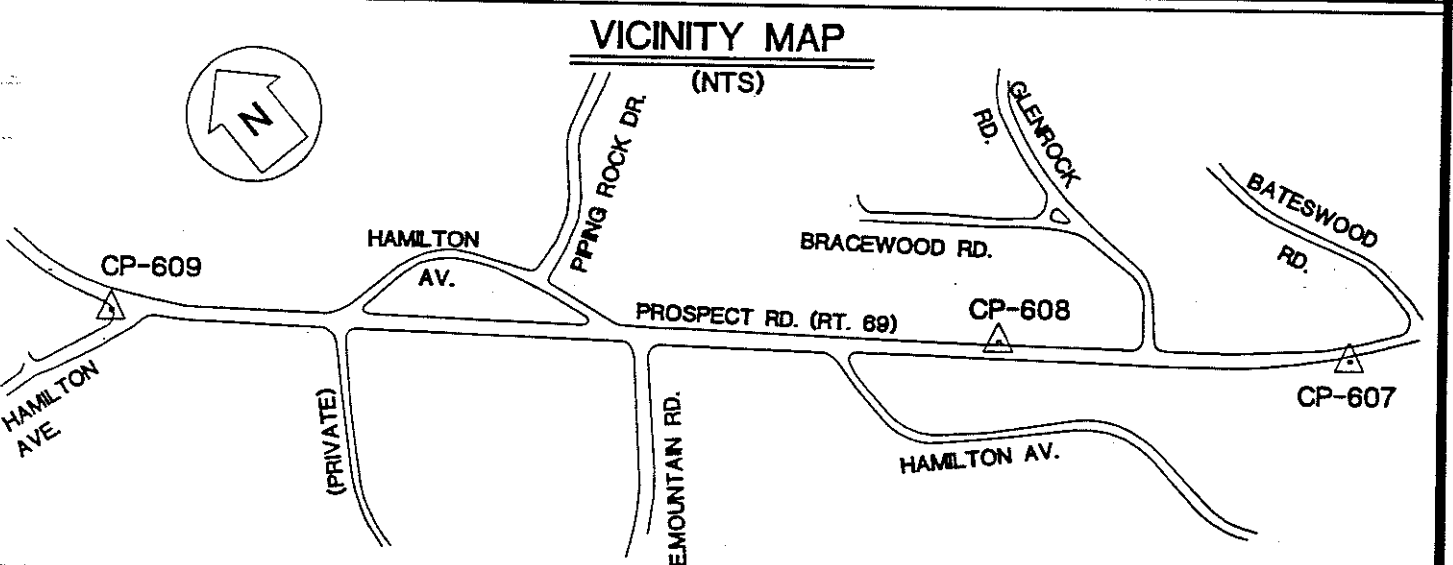 VICINITY MAP
(NTS)
N
PIPING ROCK DR.
GLENROCK
RD.
BATESWOOD
RD.
HAMILTON
AV.
BRACEWOOD RD.
CP-609
PROSPECT RD. (RT. 69)
CP-608
CP-607
HAMILTON
AVE.
(PRIVATE)
E.MOUNTAIN RD.
HAMILTON AV.